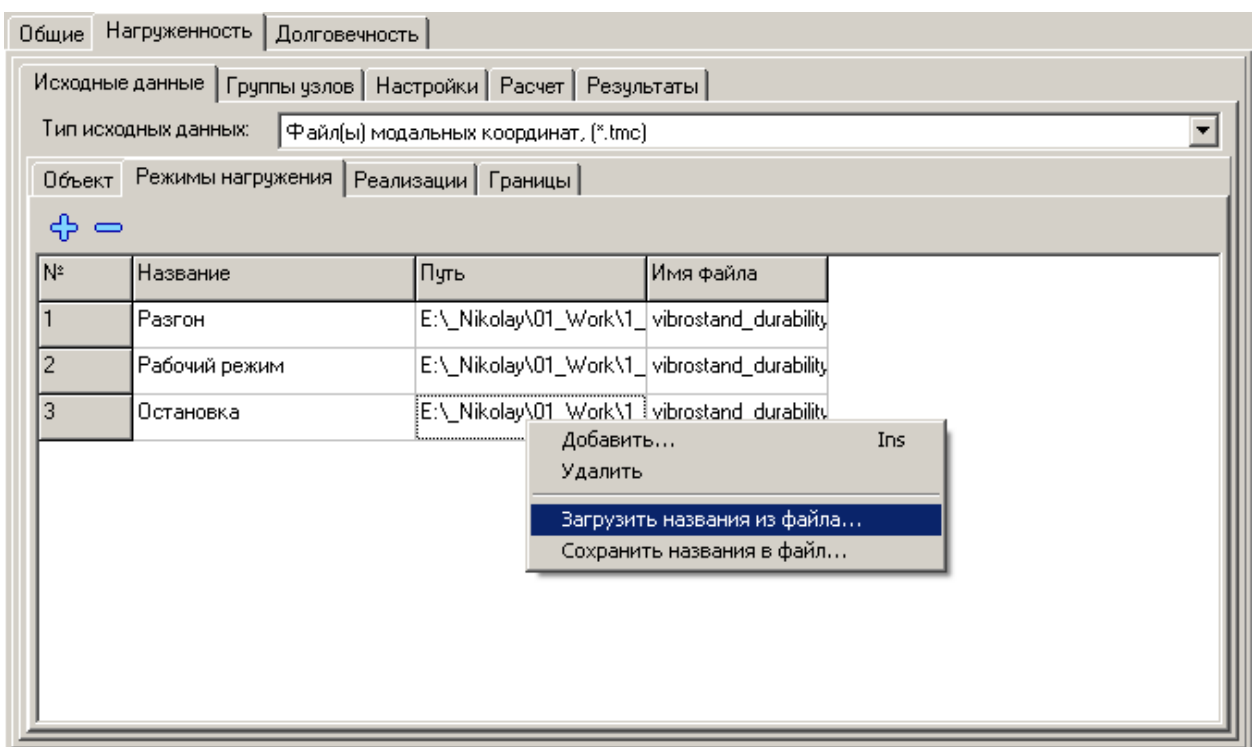 Общие Нагруженность Долговечность
Исходные данные Группы узлов Настройки Расчет Результаты
Тип исходных данных: Файл(ы) модальных координат, (*.tmc)
Объект Режимы нагружения Реализации Границы
№ Название Путь Имя файла
1 Разгон E:\_Nikolay\01_Work\1_ vibrostand_durability
2 Рабочий режим E:\_Nikolay\01_Work\1_ vibrostand_durability
3 Остановка E:\_Nikolay\01_Work\1_ vibrostand_durability
Добавить... Ins
Удалить
Загрузить названия из файла...
Сохранить названия в файл...